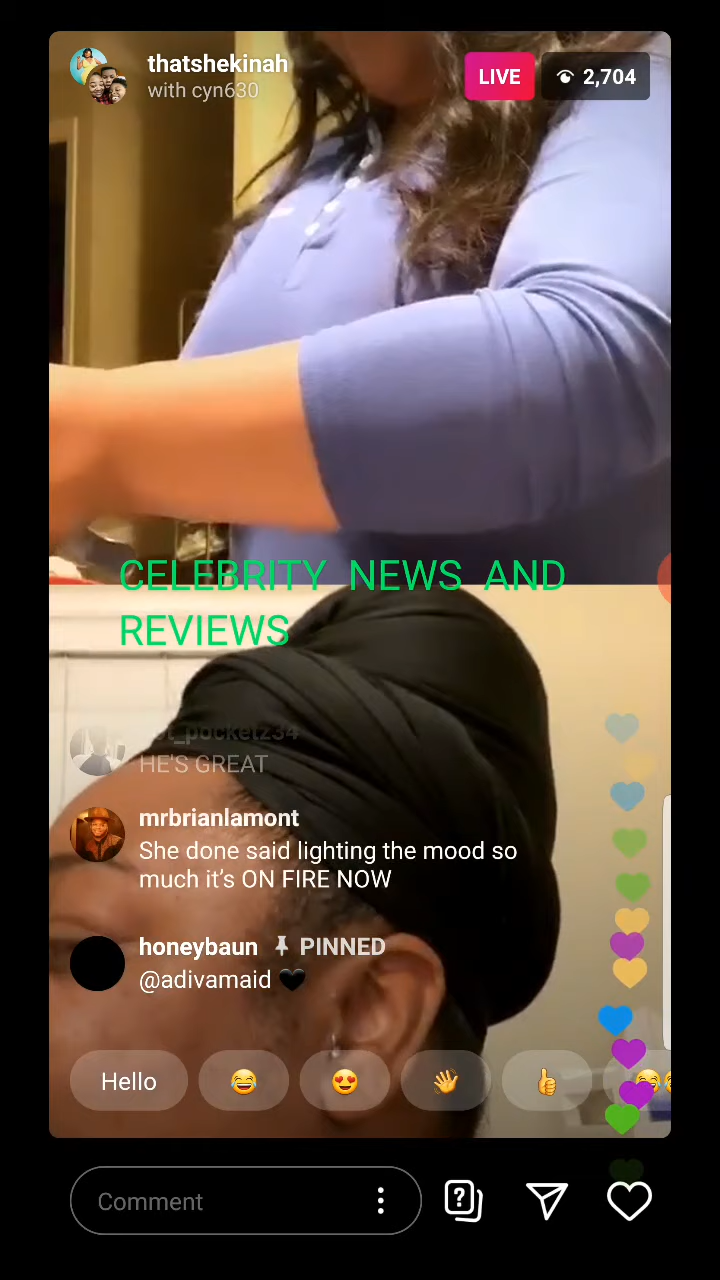 thatshekinah
with cyn630
LIVE
2,704
CELEBRITY NEWS AND
REVIEWS
HE'S GREAT
mrbrianlamont
She done said lighting the mood so
much it's ON FIRE NOW
honeybaun PINNED
@adivamaid 🖤
Hello 😂 😍 👋 👍
Comment